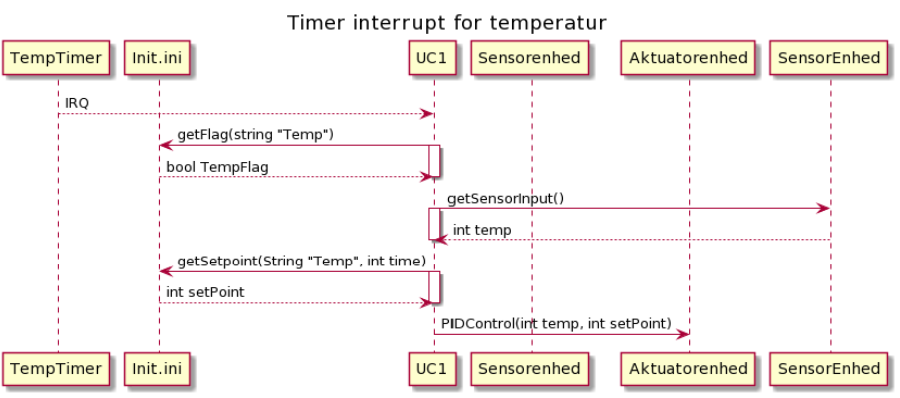 Timer interrupt for temperatur
TempTimer Init.ini UC1 Sensorenhed Aktuatorenhed SensorEnhed
IRQ
getFlag(string "Temp")
bool TempFlag
getSensorInput()
int temp
getSetpoint(String "Temp", int time)
int setPoint
PIDControl(int temp, int setPoint)
TempTimer Init.ini UC1 Sensorenhed Aktuatorenhed SensorEnhed